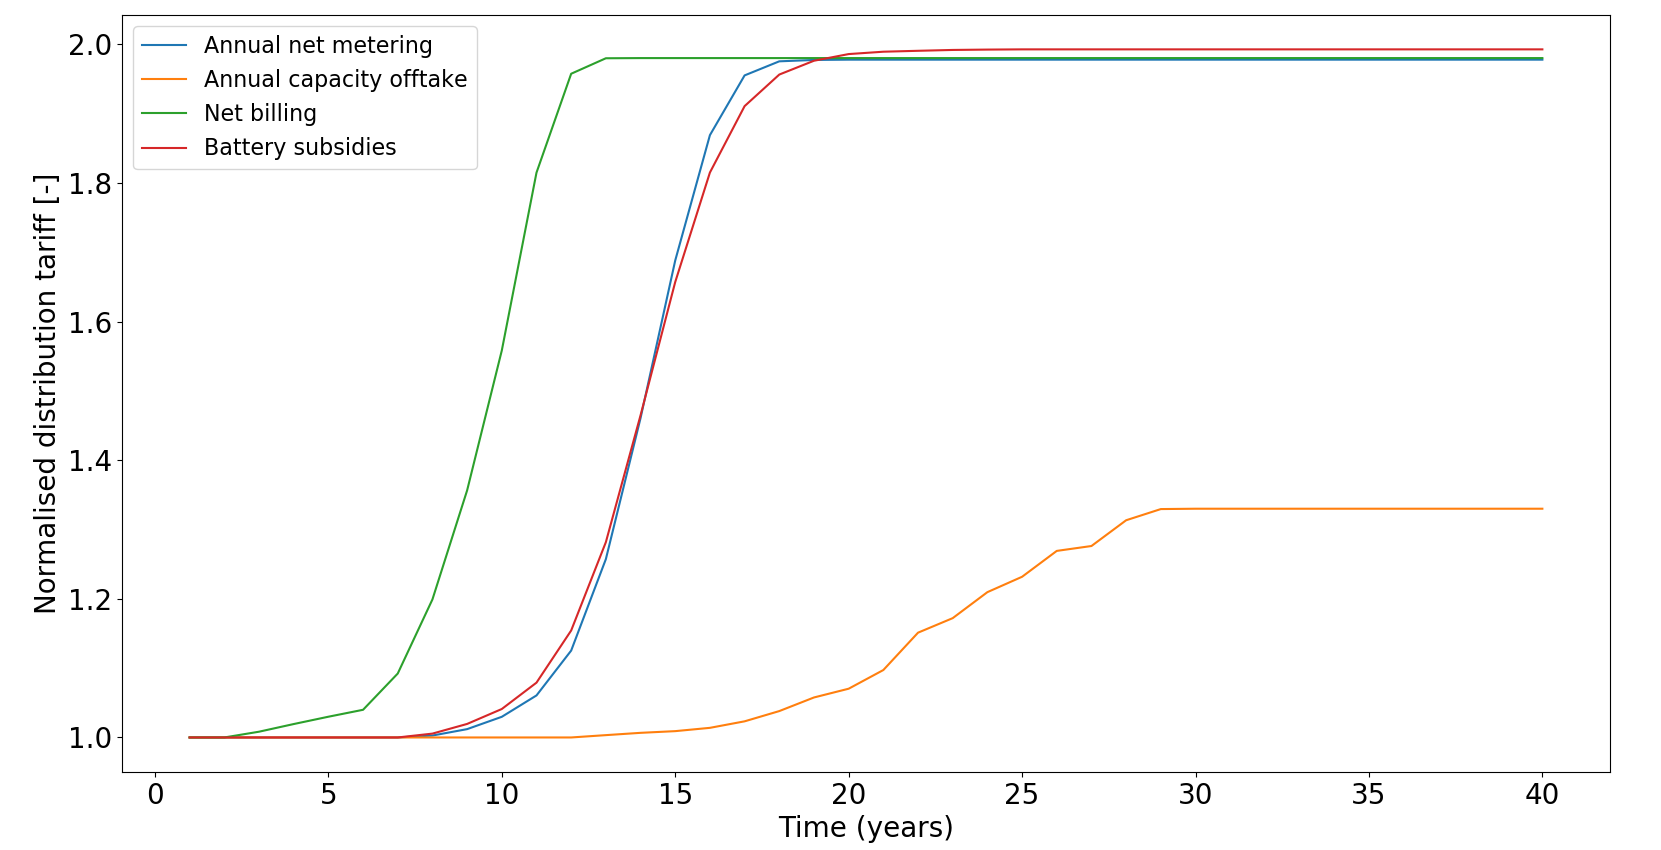 Annual net metering
Annual capacity offtake
Net billing
Battery subsidies
Normalised distribution tariff [-]
2.0
1.8
1.6
1.4
1.2
1.0
0 5 10 15 20 25 30 35 40
Time (years)